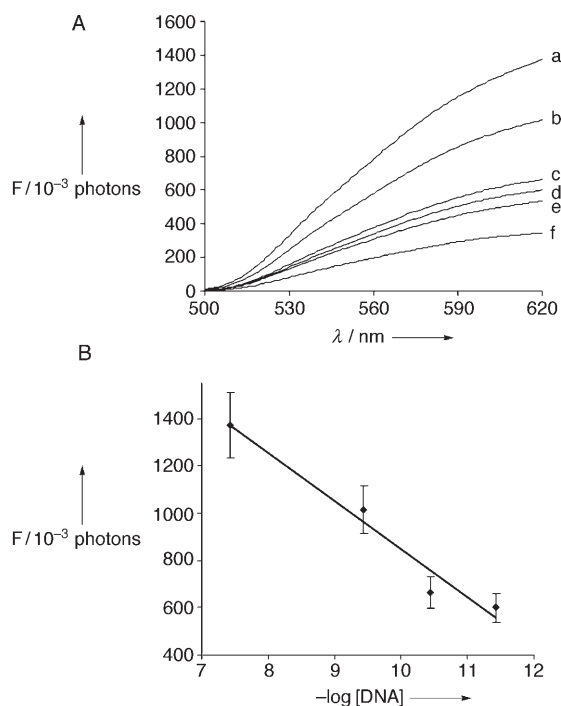 A
1600
1400
1200
1000
800
600
400
200
0
F / 10⁻³ photons
a
b
c
d
e
f
500 530 560 590 620
λ / nm
B
1400
1200
1000
800
600
400
F / 10⁻³ photons
7 8 9 10 11 12
–log [DNA]